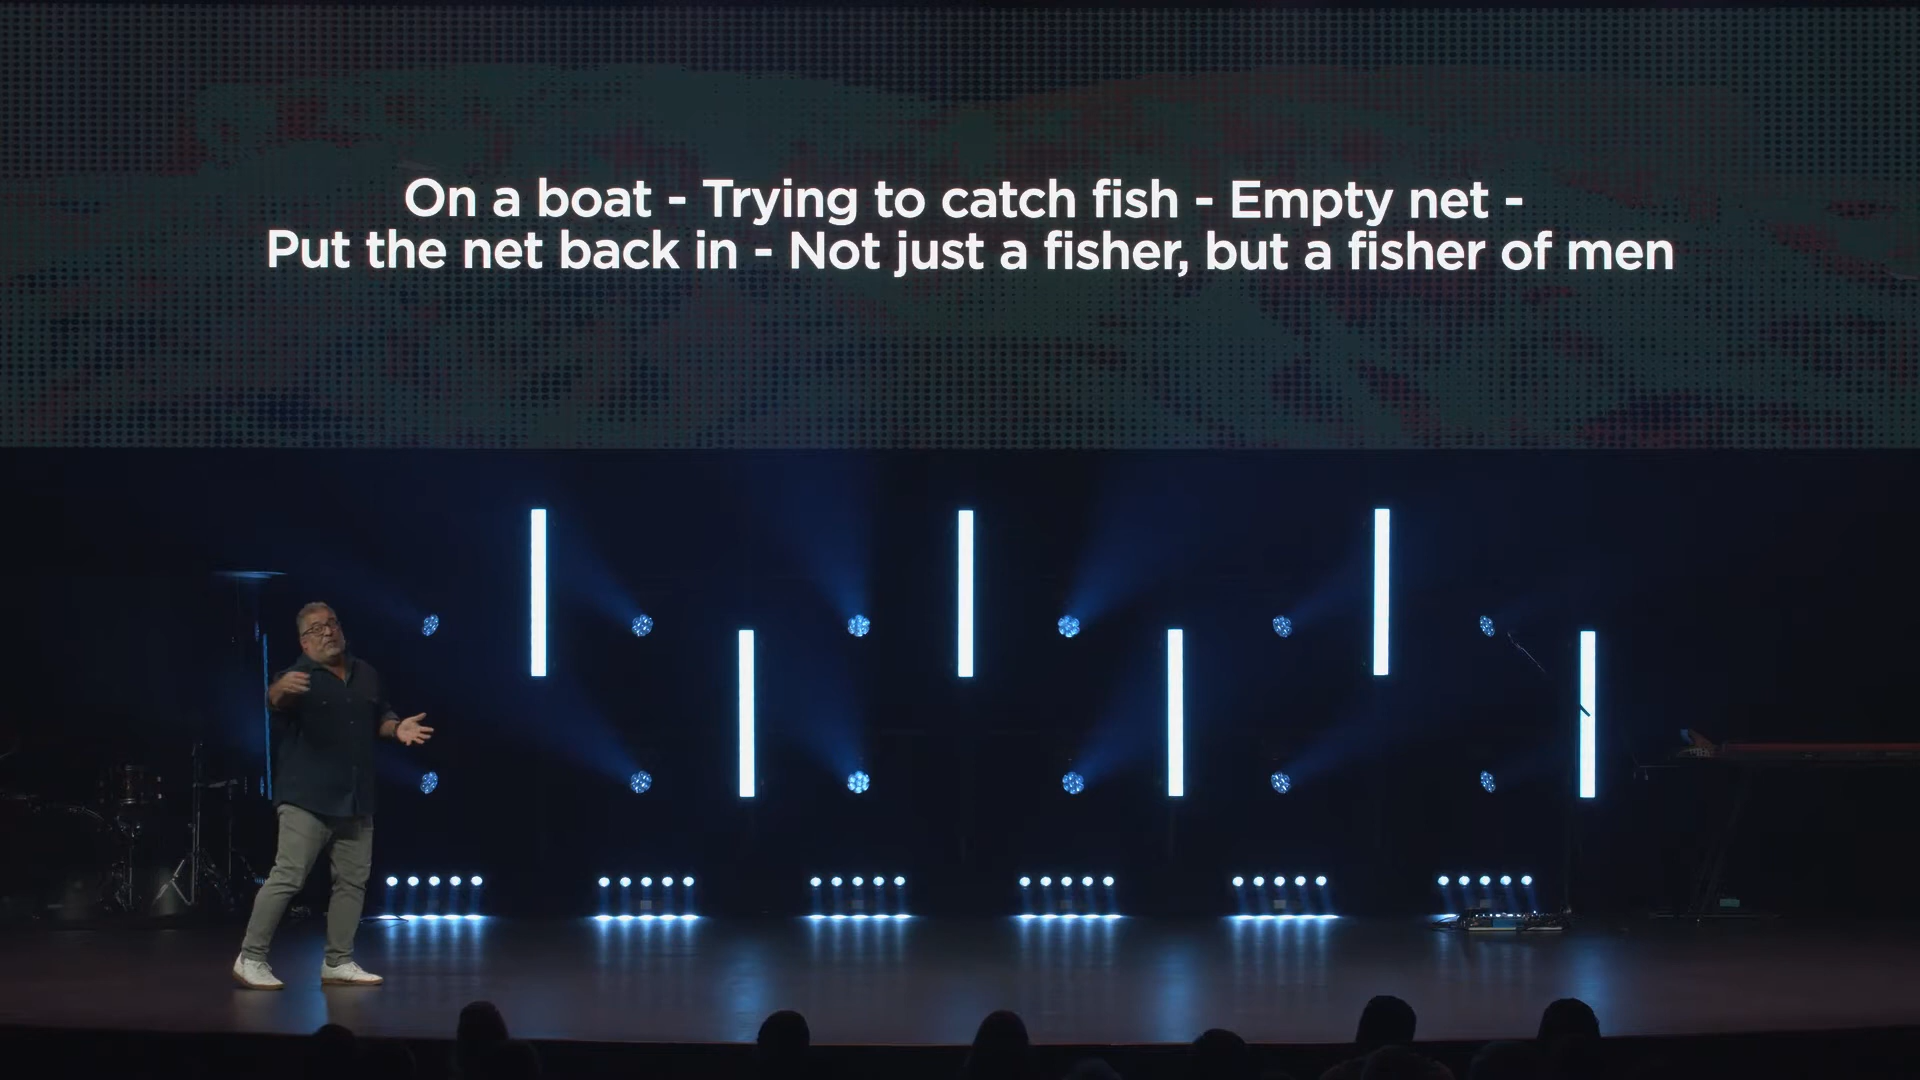 On a boat - Trying to catch fish - Empty net -
Put the net back in - Not just a fisher, but a fisher of men